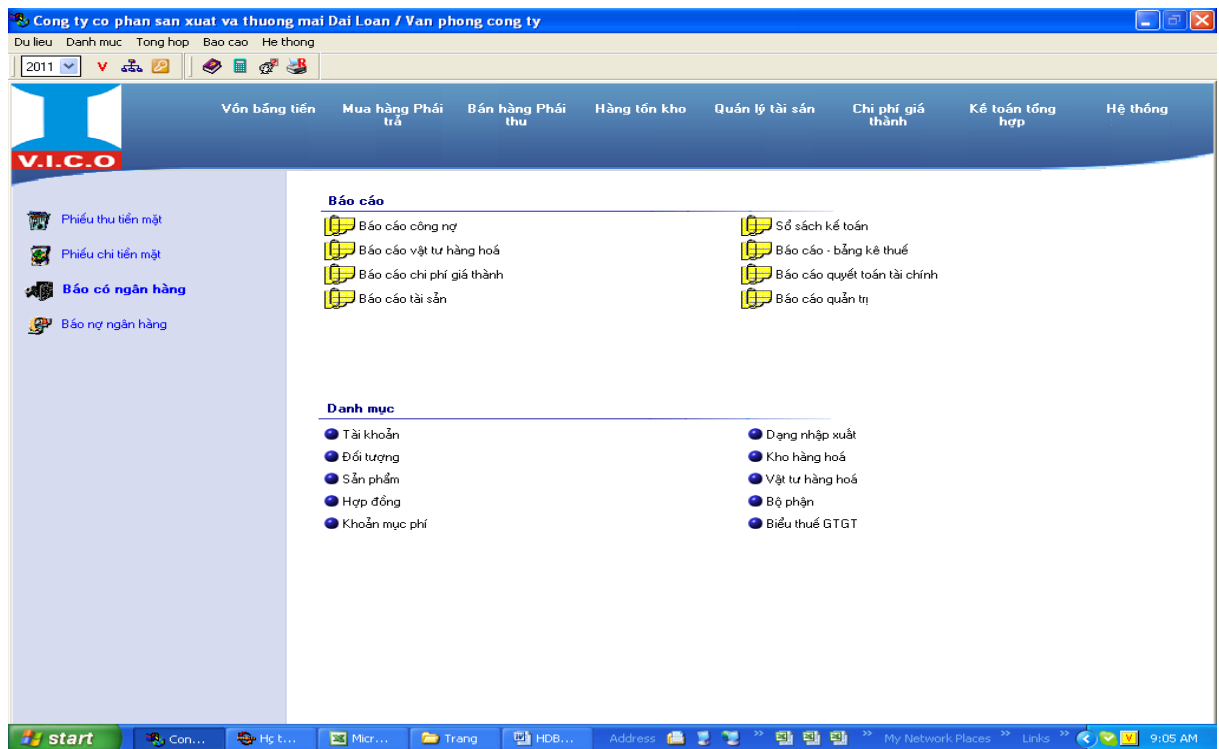 Cong ty co phan san xuat va thuong mai Dai Loan / Van phong cong ty
Du lieu Danh muc Tong hop Bao cao He thong
2011 V
V.I.C.O
Vốn bằng tiền
Mua hàng Phải
trả
Bán hàng Phải
thu
Hàng tồn kho
Quản lý tài sản
Chi phí giá
thành
Kế toán tổng
hợp
Hệ thống
Phiếu thu tiền mặt
Phiếu chi tiền mặt
Báo có ngân hàng
Báo nợ ngân hàng
Báo cáo
Báo cáo công nợ
Báo cáo vật tư hàng hoá
Báo cáo chi phí giá thành
Báo cáo tài sản
Sổ sách kế toán
Báo cáo - bảng kê thuế
Báo cáo quyết toán tài chính
Báo cáo quản trị
Danh mục
Tài khoản
Đối tượng
Sản phẩm
Hợp đồng
Khoản mục phí
Dạng nhập xuất
Kho hàng hoá
Vật tư hàng hoá
Bộ phận
Biểu thuế GTGT
start Con... Hç t... Micr... Trang HDB... Address » » My Network Places » Links » V 9:05 AM